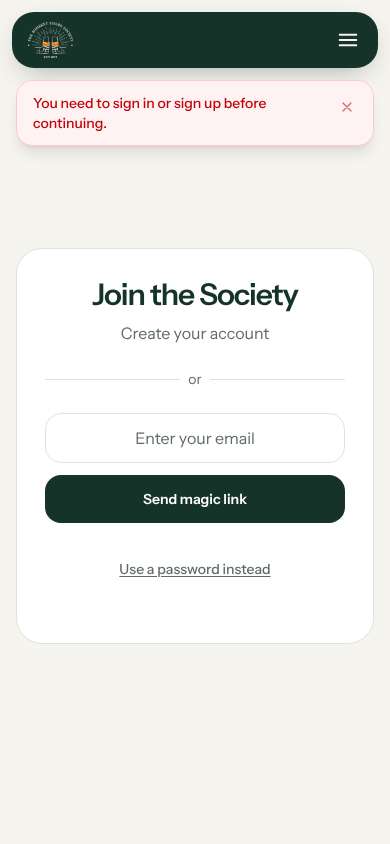 You need to sign in or sign up before
continuing.
Join the Society
Create your account
or
Enter your email
Send magic link
Use a password instead